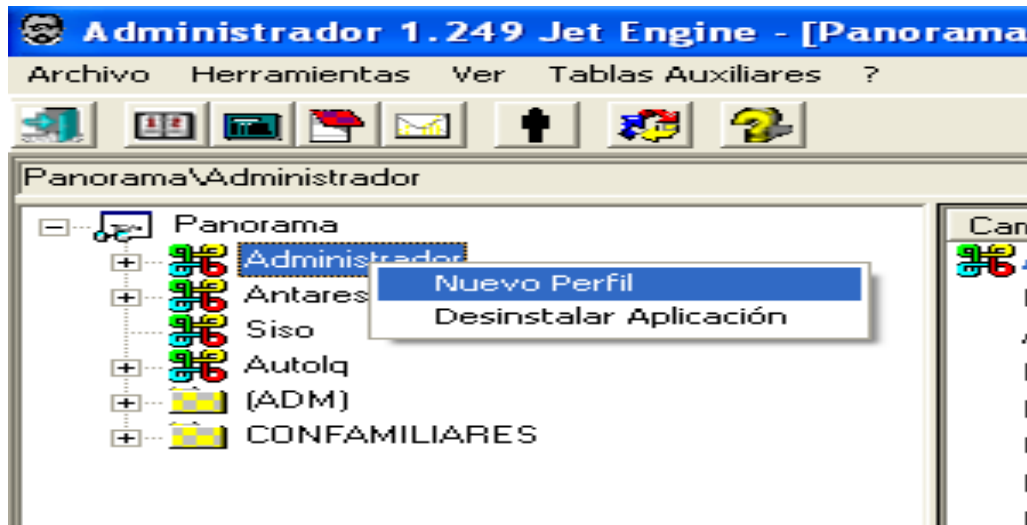 Administrador 1.249 Jet Engine - [Panorama
Archivo Herramientas Ver Tablas Auxiliares ?
Panorama\Administrador
Panorama
Administrador
Nuevo Perfil
Antares
Desinstalar Aplicación
Siso
Autolq
(ADM)
CONFAMILIARES